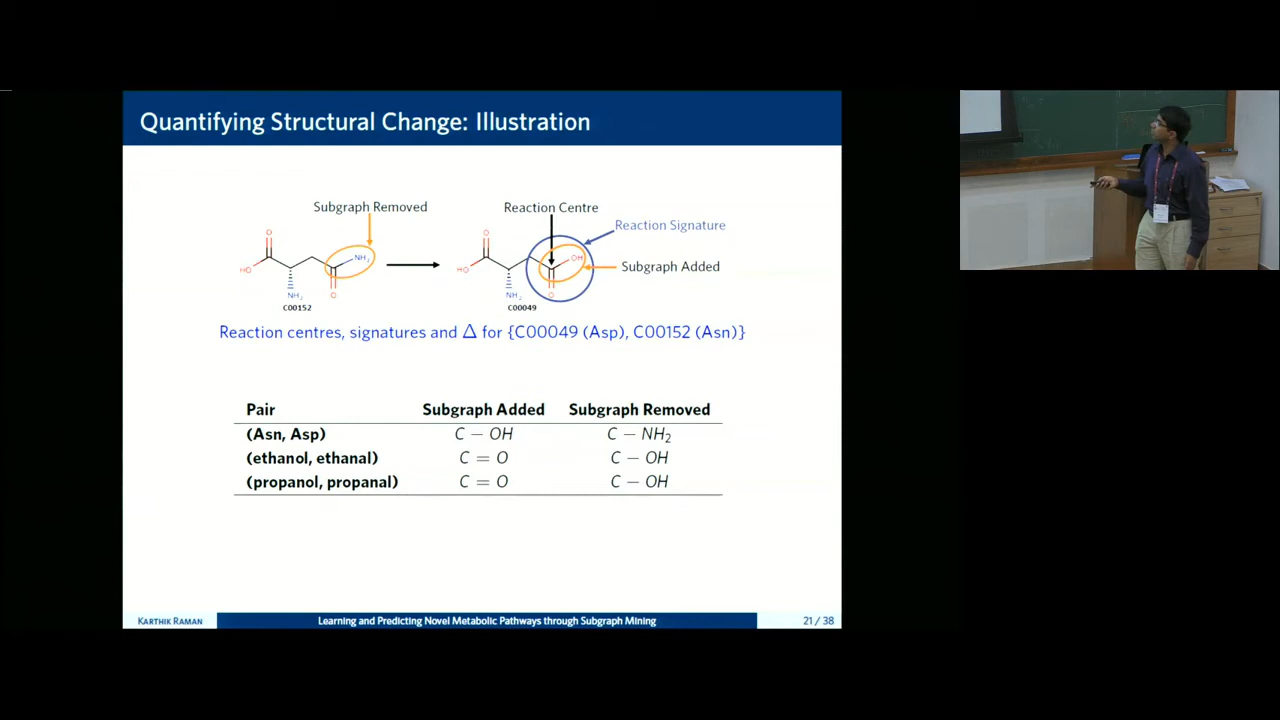 Quantifying Structural Change: Illustration
Subgraph Removed
Reaction Centre
Reaction Signature
Subgraph Added
O
NH2
HO
NH2
O
C00152
O
OH
HO
NH2
O
C00049
Reaction centres, signatures and Δ for {C00049 (Asp), C00152 (Asn)}
Pair Subgraph Added Subgraph Removed
(Asn, Asp) C − OH C − NH₂
(ethanol, ethanal) C = O C − OH
(propanol, propanal) C = O C − OH
KARTHIK RAMAN Learning and Predicting Novel Metabolic Pathways through Subgraph Mining 21 / 38